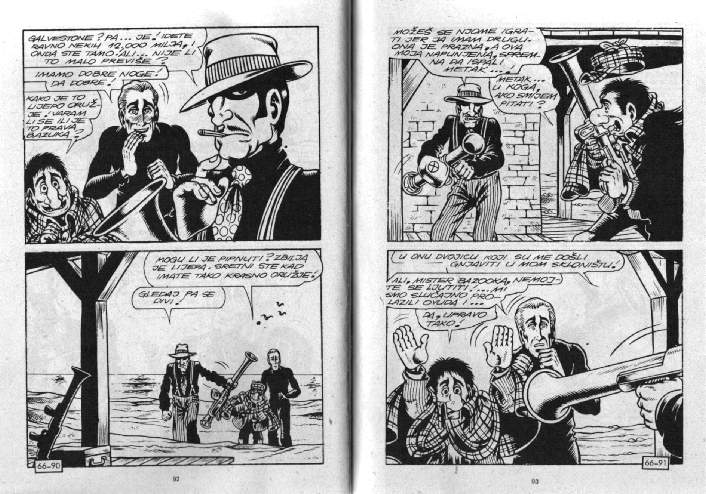 GALVESTONE? PA... JE! IDETE
RAVNO NEKIH 12.000 MILJA, I
ONDA STE TAMO. ALI... NIJE LI
TO MALO PREVIŠE?
IMAMO DOBRE NOGE!
DA DOBRE!
KAKO JE TO
LIJEPO ORUŽ-
JE! VARAM
LI SE ILI JE
TO PRAVA
BAZUKA?
MOGU LI JE PIPNUTI? ZBILJA
JE LIJEPA. SRETNI STE KAD
IMATE TAKO KRASNO ORUŽJE!
GLEDAJ PA SE
DIVI!
66-90
92
MOŽEŠ SE NJOME IGRA-
TI JER JA IMAM DRUGU.
ONA JE PRAZNA, A OVA
MOJA NAPUNJENA, SPREM-
NA DA ISPALI
METAK...
METAK...
U KOGA,
AKO SMIJEM
PITATI?
U ONU DVOJICU KOJI SU ME DOŠLI
GNJAVITI U MOM SKLONIŠTU!
ALI, MISTER BAZOOKA, NEMOJ-
TE SE LJUTITI!... MI
SMO SLUČAJNO PRO-
LAZILI OVUDA I...
DA, UPRAVO
TAKO!
66-91
93